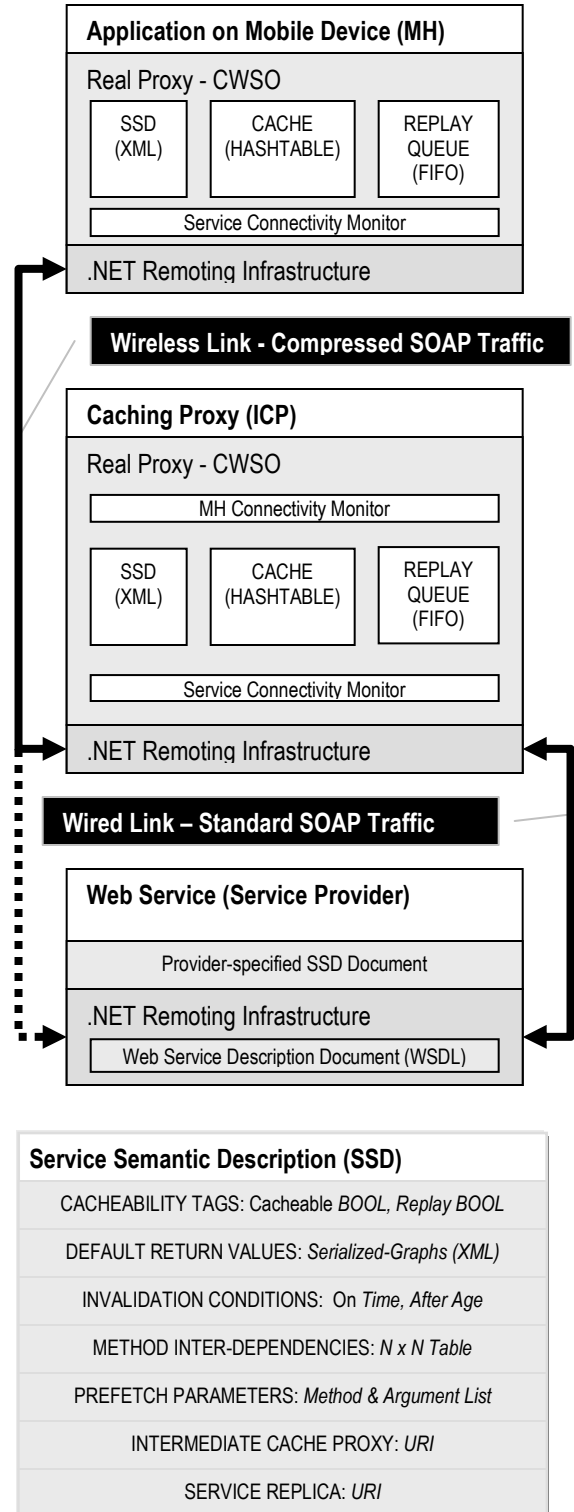 Application on Mobile Device (MH)
Real Proxy - CWSO
SSD
(XML)
CACHE
(HASHTABLE)
REPLAY
QUEUE
(FIFO)
Service Connectivity Monitor
.NET Remoting Infrastructure
Wireless Link - Compressed SOAP Traffic
Caching Proxy (ICP)
Real Proxy - CWSO
MH Connectivity Monitor
SSD
(XML)
CACHE
(HASHTABLE)
REPLAY
QUEUE
(FIFO)
Service Connectivity Monitor
.NET Remoting Infrastructure
Wired Link – Standard SOAP Traffic
Web Service (Service Provider)
Provider-specified SSD Document
.NET Remoting Infrastructure
Web Service Description Document (WSDL)
Service Semantic Description (SSD)
CACHEABILITY TAGS: Cacheable BOOL, Replay BOOL
DEFAULT RETURN VALUES: Serialized-Graphs (XML)
INVALIDATION CONDITIONS: On Time, After Age
METHOD INTER-DEPENDENCIES: N x N Table
PREFETCH PARAMETERS: Method & Argument List
INTERMEDIATE CACHE PROXY: URI
SERVICE REPLICA: URI